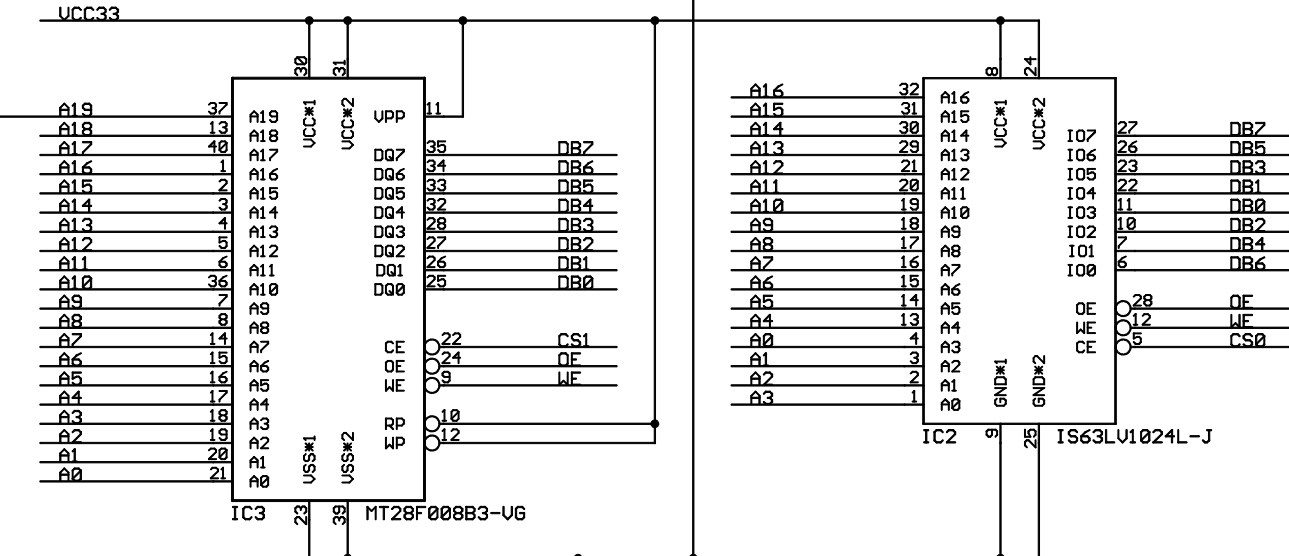 VCC33
30 31
A19 37 A19 VCC*1 VCC*2 VPP 11
A18 13 A18
A17 40 A17 DQ7 35 DB7
A16 1 A16 DQ6 34 DB6
A15 2 A15 DQ5 33 DB5
A14 3 A14 DQ4 32 DB4
A13 4 A13 DQ3 28 DB3
A12 5 A12 DQ2 27 DB2
A11 6 A11 DQ1 26 DB1
A10 36 A10 DQ0 25 DB0
A9 7 A9
A8 8 A8
A7 14 A7 CE 22 CS1
A6 15 A6 OE 24 OE
A5 16 A5 WE 9 WE
A4 17 A4
A3 18 A3 RP 10
A2 19 A2 WP 12
A1 20 A1 VSS*1 VSS*2
A0 21 A0
IC3 23 39 MT28F008B3-VG
8 24
A16 32 A16 VCC*1 VCC*2
A15 31 A15
A14 30 A14 IO7 27 DB7
A13 29 A13 IO6 26 DB5
A12 21 A12 IO5 23 DB3
A11 20 A11 IO4 22 DB1
A10 19 A10 IO3 11 DB0
A9 18 A9 IO2 10 DB2
A8 17 A8 IO1 7 DB4
A7 16 A7 IO0 6 DB6
A6 15 A6
A5 14 A5 OE 28 OE
A4 13 A4 WE 12 WE
A0 4 A3 CE 5 CS0
A1 3 A2
A2 2 A1 GND*1 GND*2
A3 1 A0
IC2 9 25 IS63LV1024L-J